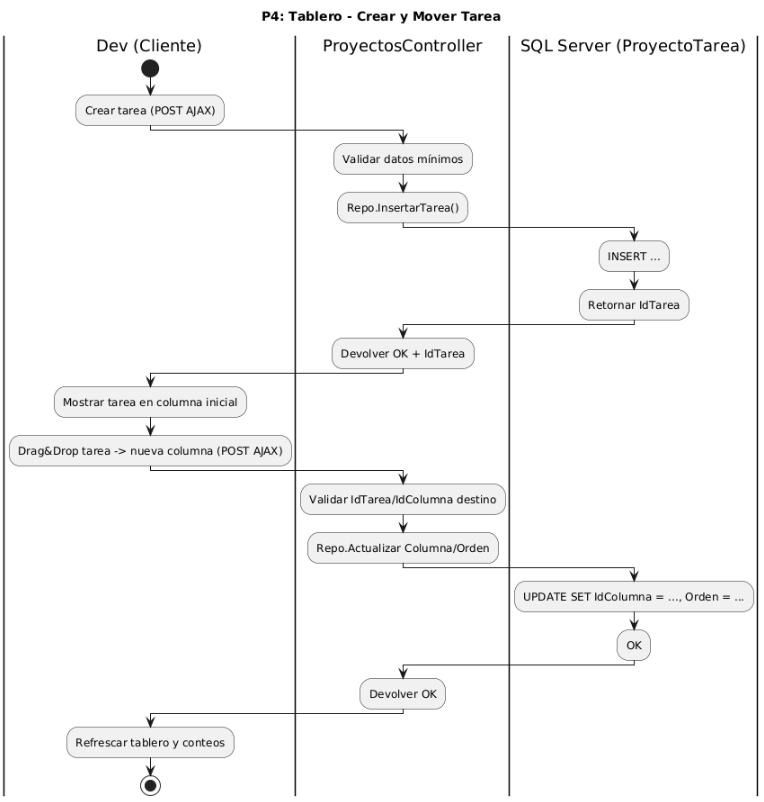 P4: Tablero - Crear y Mover Tarea
Dev (Cliente)
ProyectosController
SQL Server (ProyectoTarea)
Crear tarea (POST AJAX)
Validar datos mínimos
Repo.InsertarTarea()
INSERT ...
Retornar IdTarea
Devolver OK + IdTarea
Mostrar tarea en columna inicial
Drag&Drop tarea -> nueva columna (POST AJAX)
Validar IdTarea/IdColumna destino
Repo.Actualizar Columna/Orden
UPDATE SET IdColumna = ..., Orden = ...
OK
Devolver OK
Refrescar tablero y conteos